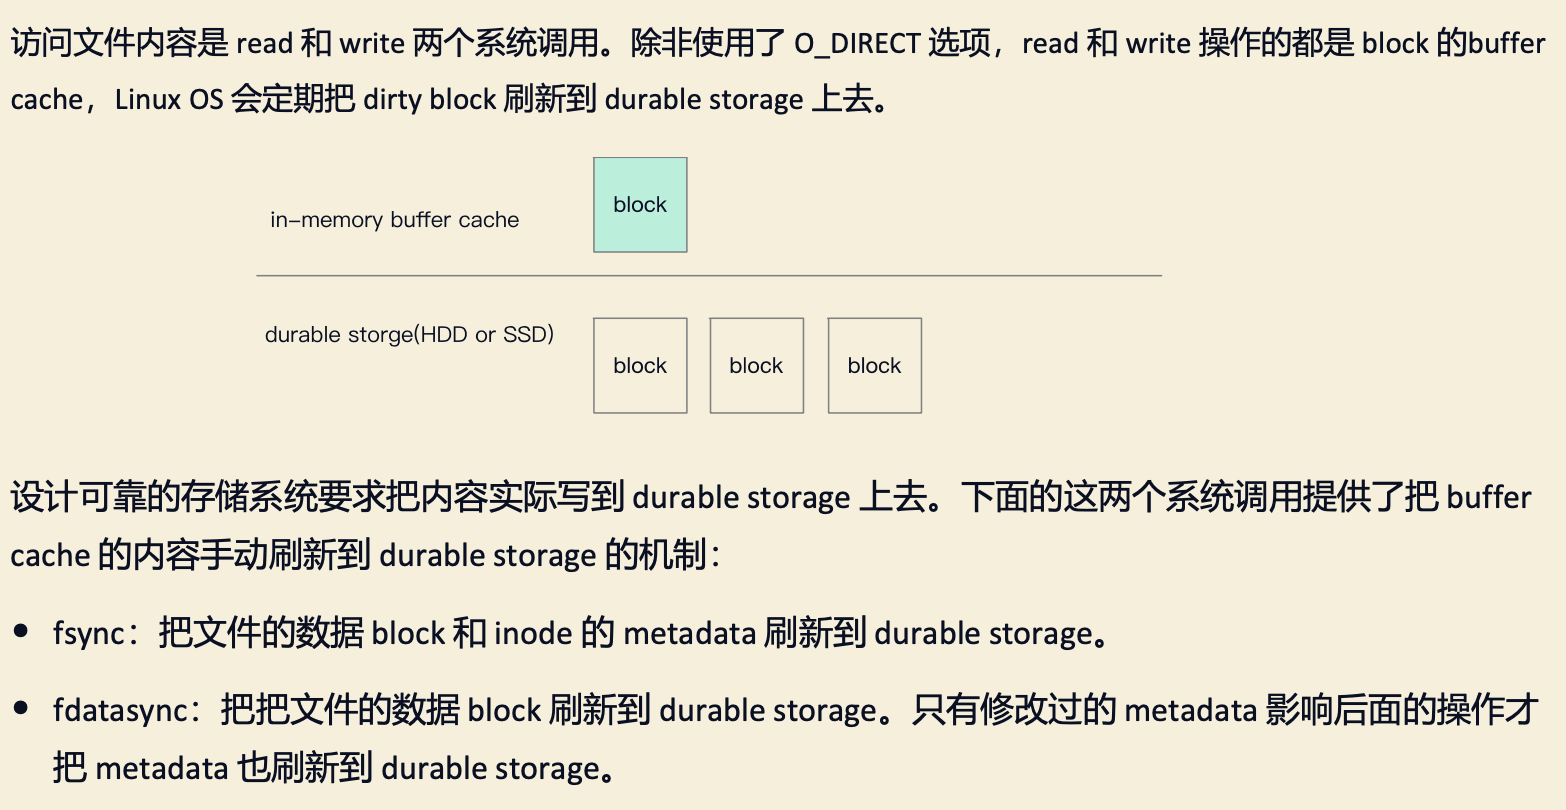 访问文件内容是 read 和 write 两个系统调用。除非使用了 O_DIRECT 选项，read 和 write 操作的都是 block 的buffer
cache，Linux OS 会定期把 dirty block 刷新到 durable storage 上去。
block
in-memory buffer cache
durable storge(HDD or SSD)
block block block
设计可靠的存储系统要求把内容实际写到 durable storage 上去。下面的这两个系统调用提供了把 buffer
cache 的内容手动刷新到 durable storage 的机制：
• fsync：把文件的数据 block 和 inode 的 metadata 刷新到 durable storage。
• fdatasync：把把文件的数据 block 刷新到 durable storage。只有修改过的 metadata 影响后面的操作才
把 metadata 也刷新到 durable storage。